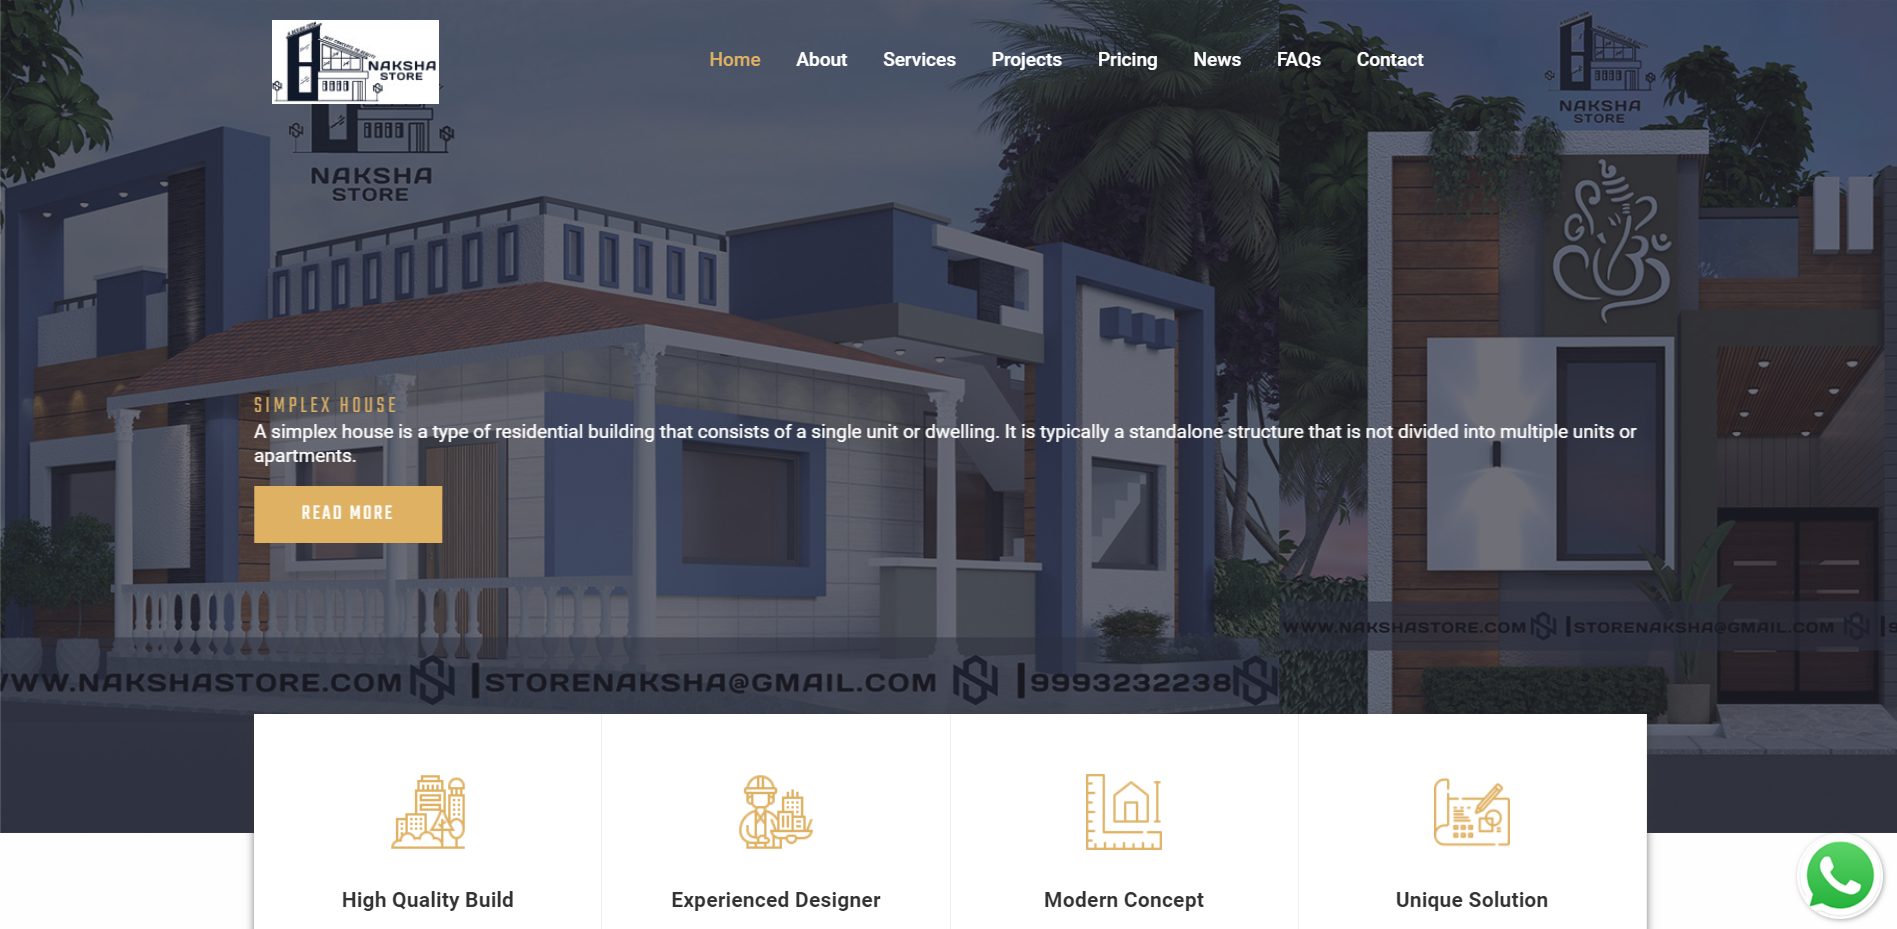 NAKSHA
STORE
Home About Services Projects Pricing News FAQs Contact
NAKSHA
STORE
NAKSHA
STORE
SIMPLEX HOUSE
A simplex house is a type of residential building that consists of a single unit or dwelling. It is typically a standalone structure that is not divided into multiple units or
apartments.
READ MORE
WWW.NAKSHASTORE.COM |STORENAKSHA@GMAIL.COM |
WWW.NAKSHASTORE.COM |STORENAKSHA@GMAIL.COM |9993232238
High Quality Build
Experienced Designer
Modern Concept
Unique Solution